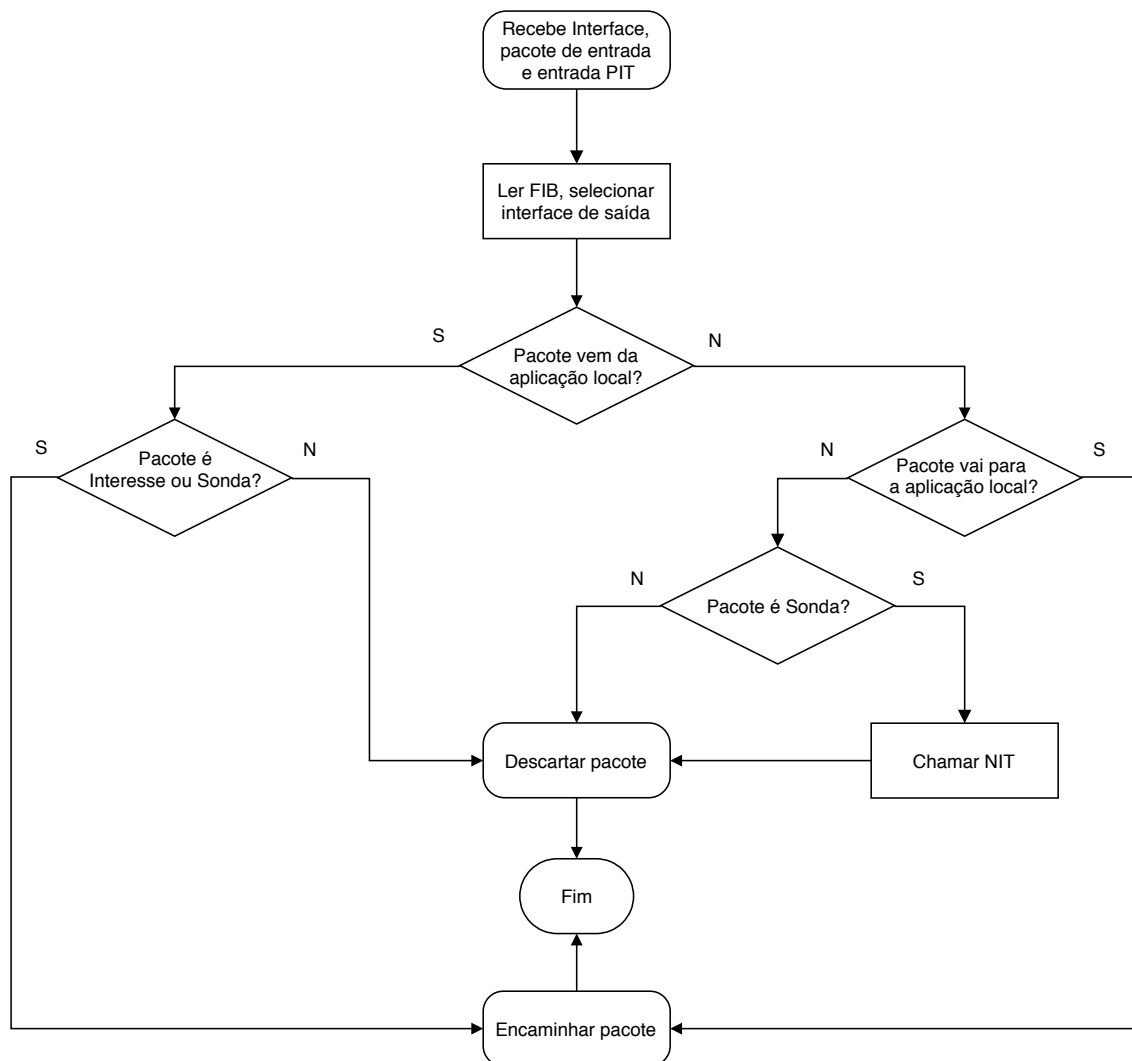 Recebe Interface,
pacote de entrada
e entrada PIT
Ler FIB, selecionar
interface de saída
S
N
Pacote vem da
aplicação local?
S
N
Pacote é
Interesse ou Sonda?
N
S
Pacote vai para
a aplicação local?
N
S
Pacote é Sonda?
Descartar pacote
Chamar NIT
Fim
Encaminhar pacote